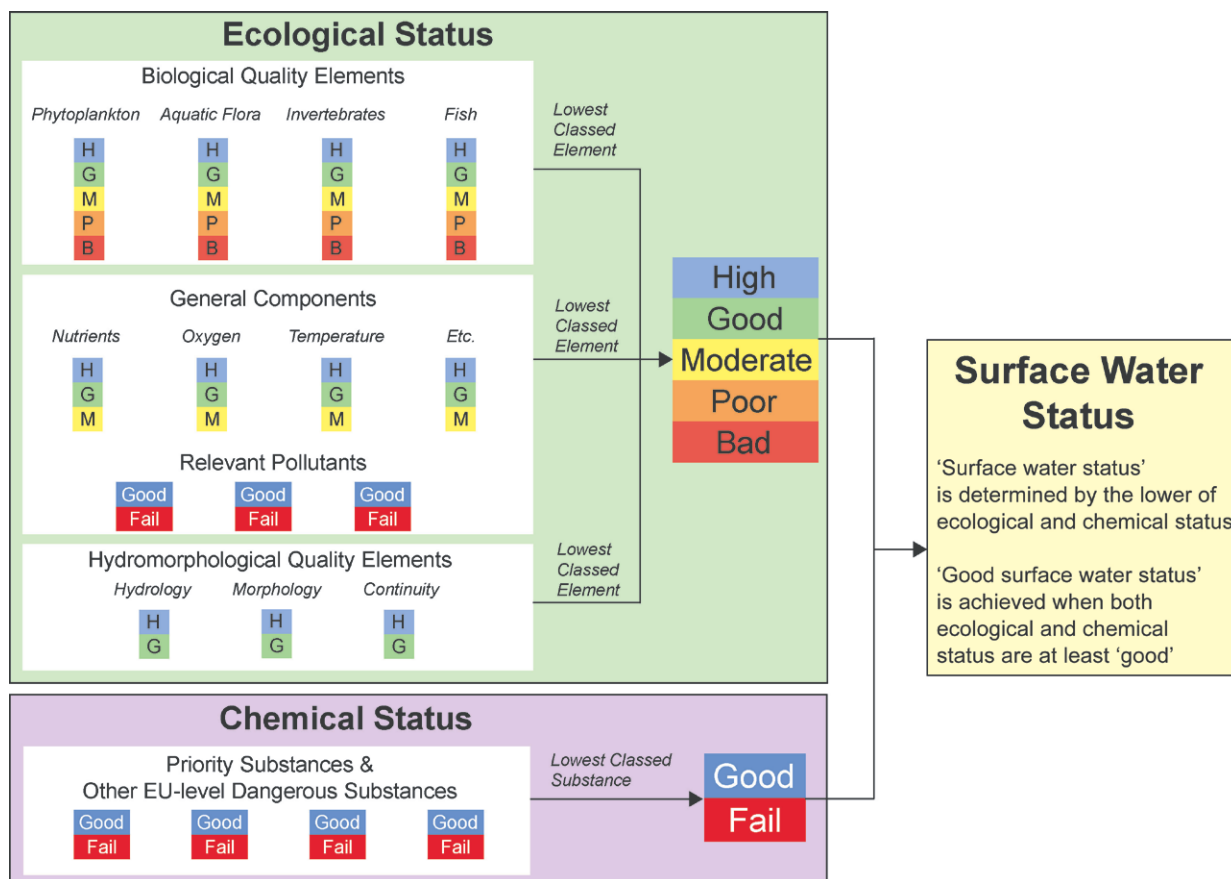 Ecological Status
Biological Quality Elements
Phytoplankton Aquatic Flora Invertebrates Fish
H H H H
G G G G
M M M M
P P P P
B B B B
Lowest
Classed
Element
General Components
Nutrients Oxygen Temperature Etc.
H H H H
G G G G
M M M M
Lowest
Classed
Element
Relevant Pollutants
Good Good Good
Fail Fail Fail
Hydromorphological Quality Elements
Hydrology Morphology Continuity
H H H
G G G
Lowest
Classed
Element
High
Good
Moderate
Poor
Bad
Chemical Status
Priority Substances &
Other EU-level Dangerous Substances
Good Good Good Good
Fail Fail Fail Fail
Lowest Classed
Substance
Good
Fail
Surface Water
Status
‘Surface water status’
is determined by the lower of
ecological and chemical status
‘Good surface water status’
is achieved when both
ecological and chemical
status are at least ‘good’